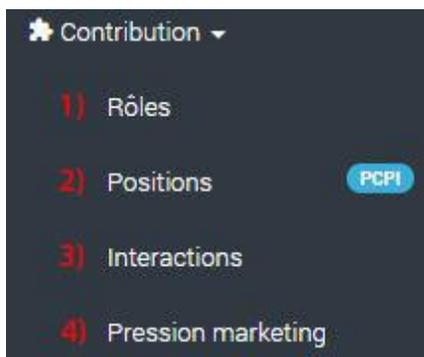 Contribution
1) Rôles
2) Positions PCPI
3) Interactions
4) Pression marketing